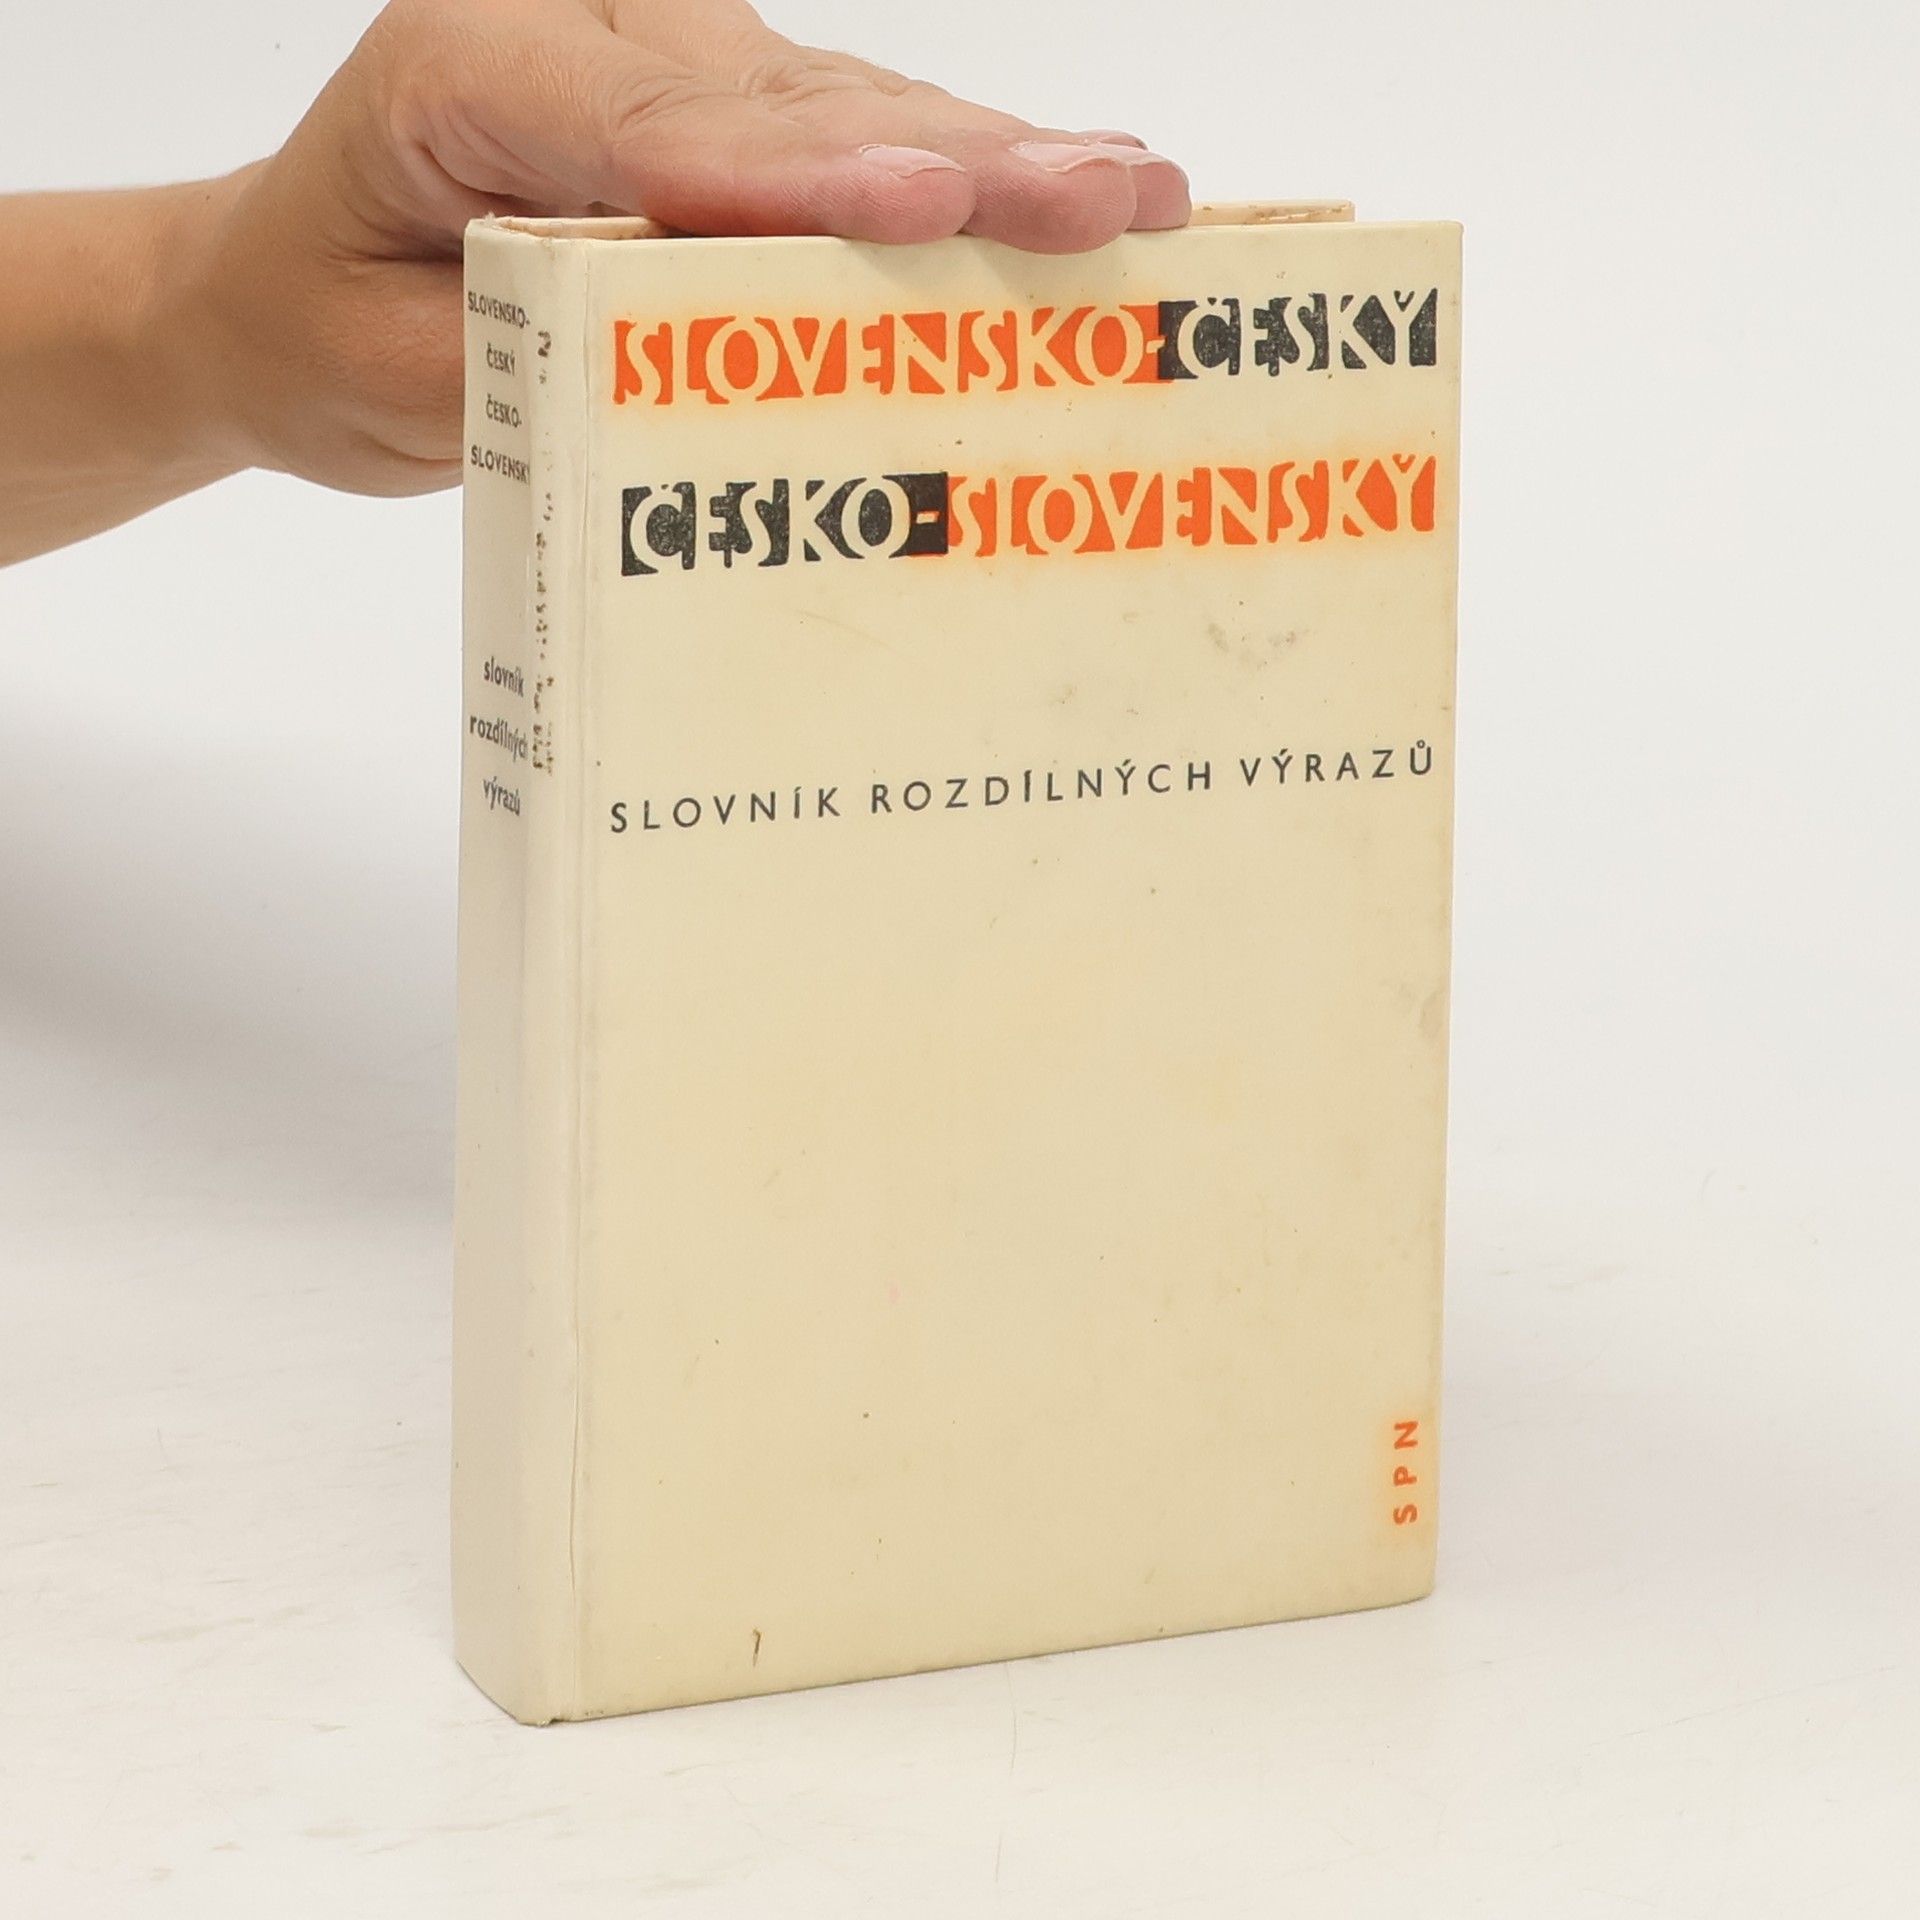 SLOVENSKO-ČESKÝ
ČESKO-SLOVENSKÝ
SLOVNÍK ROZDÍLNÝCH VÝRAZŮ
SPN
SLOVENSKO-
ČESKÝ
ČESKO-
SLOVENSKÝ
slovník
rozdílných
výrazů